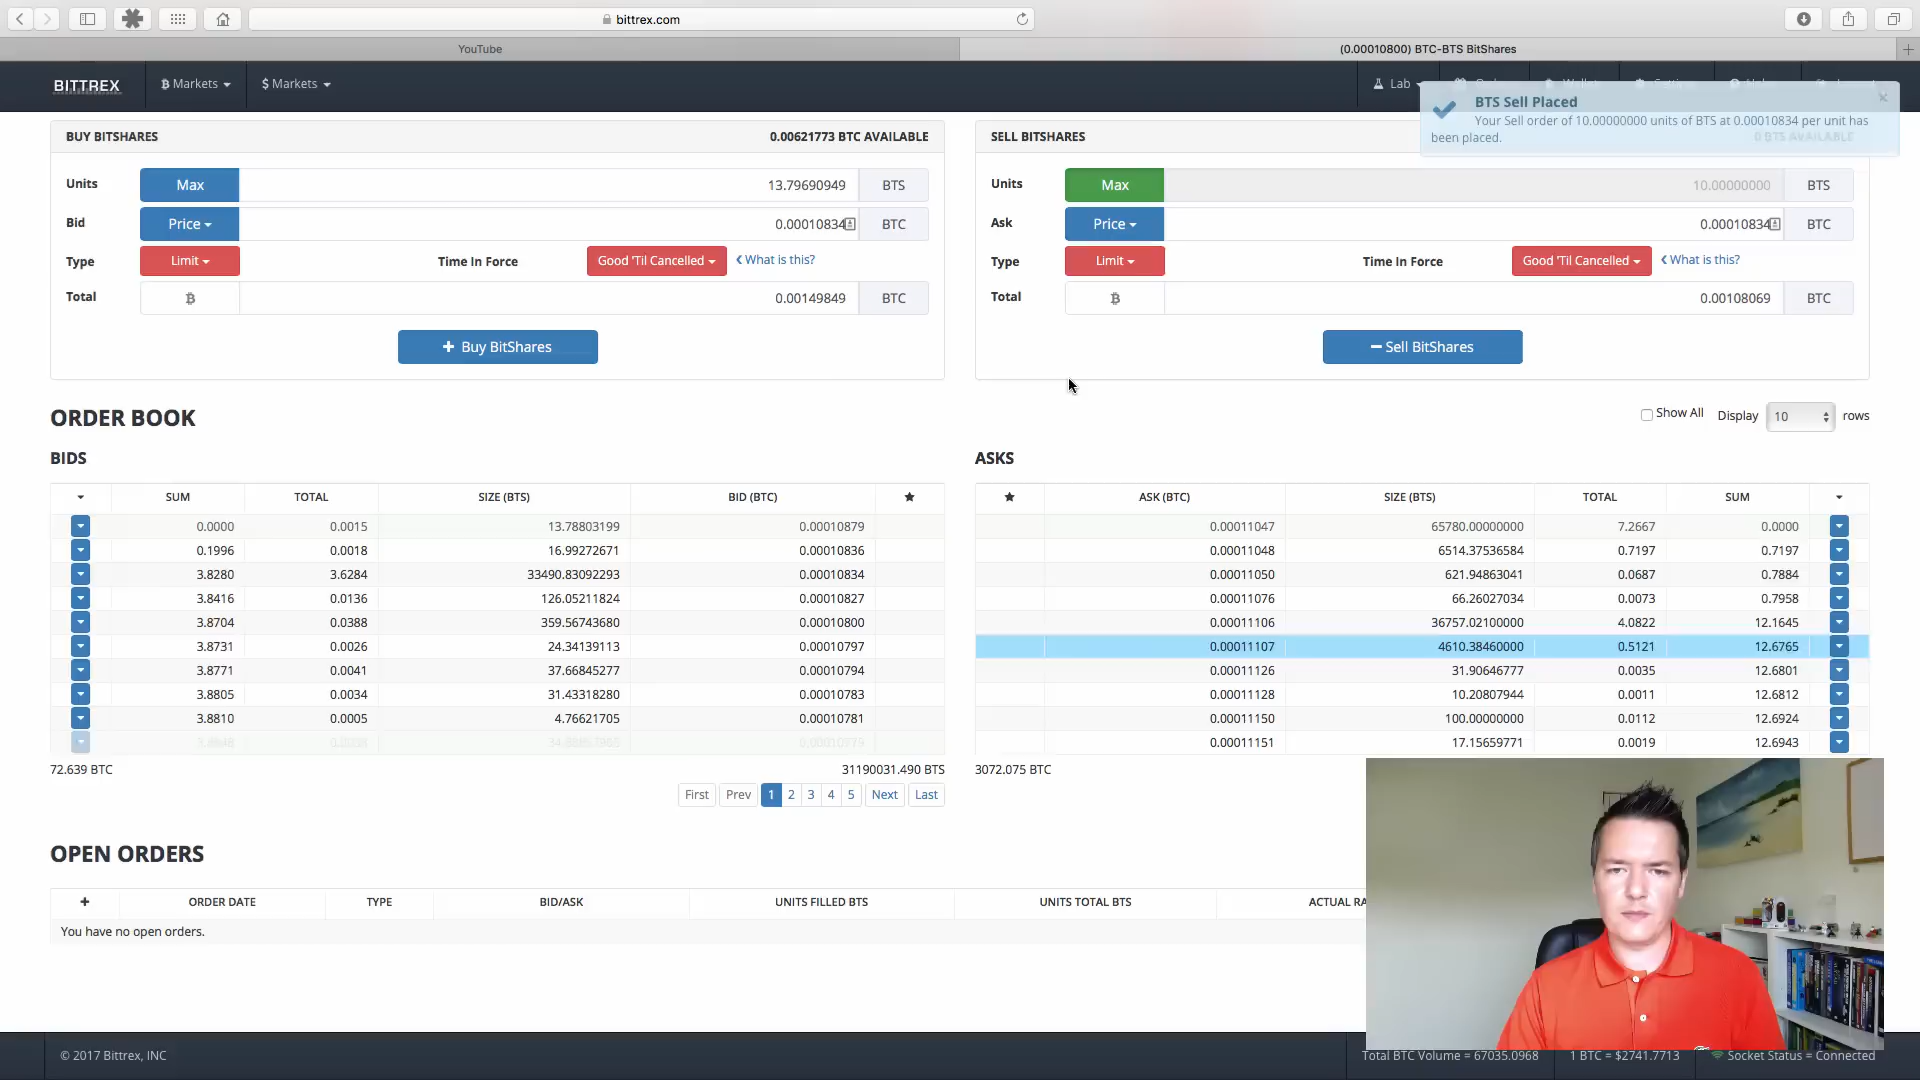 bittrex.com
YouTube
(0.00010800) BTC-BTS BitShares
BITTREX
Markets
$ Markets
Lab
BTS Sell Placed
Your Sell order of 10.00000000 units of BTS at 0.00010834 per unit has
been placed.
BUY BITSHARES 0.00621773 BTC AVAILABLE
Units Max 13.79690949 BTS
Bid Price 0.00010834 BTC
Type Limit Time In Force Good 'Til Cancelled What is this?
Total 0.00149849 BTC
+ Buy BitShares
SELL BITSHARES 0 BTS AVAILABLE
Units Max 10.00000000 BTS
Ask Price 0.00010834 BTC
Type Limit Time In Force Good 'Til Cancelled What is this?
Total 0.00108069 BTC
Sell BitShares
ORDER BOOK
Show All Display 10 rows
BIDS
SUM TOTAL SIZE (BTS) BID (BTC)
0.0000 0.0015 13.78803199 0.00010879
0.1996 0.0018 16.99272671 0.00010836
3.8280 3.6284 33490.83092293 0.00010834
3.8416 0.0136 126.05211824 0.00010827
3.8704 0.0388 359.56743680 0.00010800
3.8731 0.0026 24.34139113 0.00010797
3.8771 0.0041 37.66845277 0.00010794
3.8805 0.0034 31.43318280 0.00010783
3.8810 0.0005 4.76621705 0.00010781
72.639 BTC 31190031.490 BTS
First Prev 1 2 3 4 5 Next Last
ASKS
ASK (BTC) SIZE (BTS) TOTAL SUM
0.00011047 65780.00000000 7.2667 0.0000
0.00011048 6514.37536584 0.7197 0.7197
0.00011050 621.94863041 0.0687 0.7884
0.00011076 66.26027034 0.0073 0.7958
0.00011106 36757.02100000 4.0822 12.1645
0.00011107 4610.38460000 0.5121 12.6765
0.00011126 31.90646777 0.0035 12.6801
0.00011128 10.20807944 0.0011 12.6812
0.00011150 100.00000000 0.0112 12.6924
0.00011151 17.15659771 0.0019 12.6943
3072.075 BTC
OPEN ORDERS
+ ORDER DATE TYPE BID/ASK UNITS FILLED BTS UNITS TOTAL BTS ACTUAL RA
You have no open orders.
© 2017 Bittrex, INC
Total BTC Volume = 67035.0968 1 BTC = $2741.7713 Socket Status = Connected